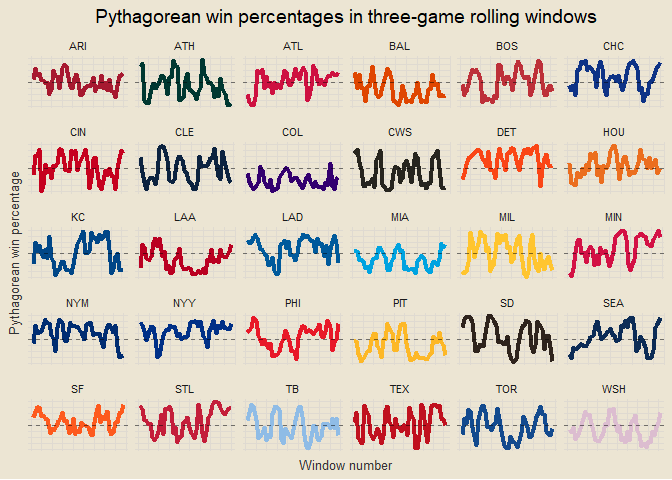 Pythagorean win percentages in three-game rolling windows
ARI ATH ATL BAL BOS CHC
CIN CLE COL CWS DET HOU
KC LAA LAD MIA MIL MIN
NYM NYY PHI PIT SD SEA
SF STL TB TEX TOR WSH
Pythagorean win percentage
Window number